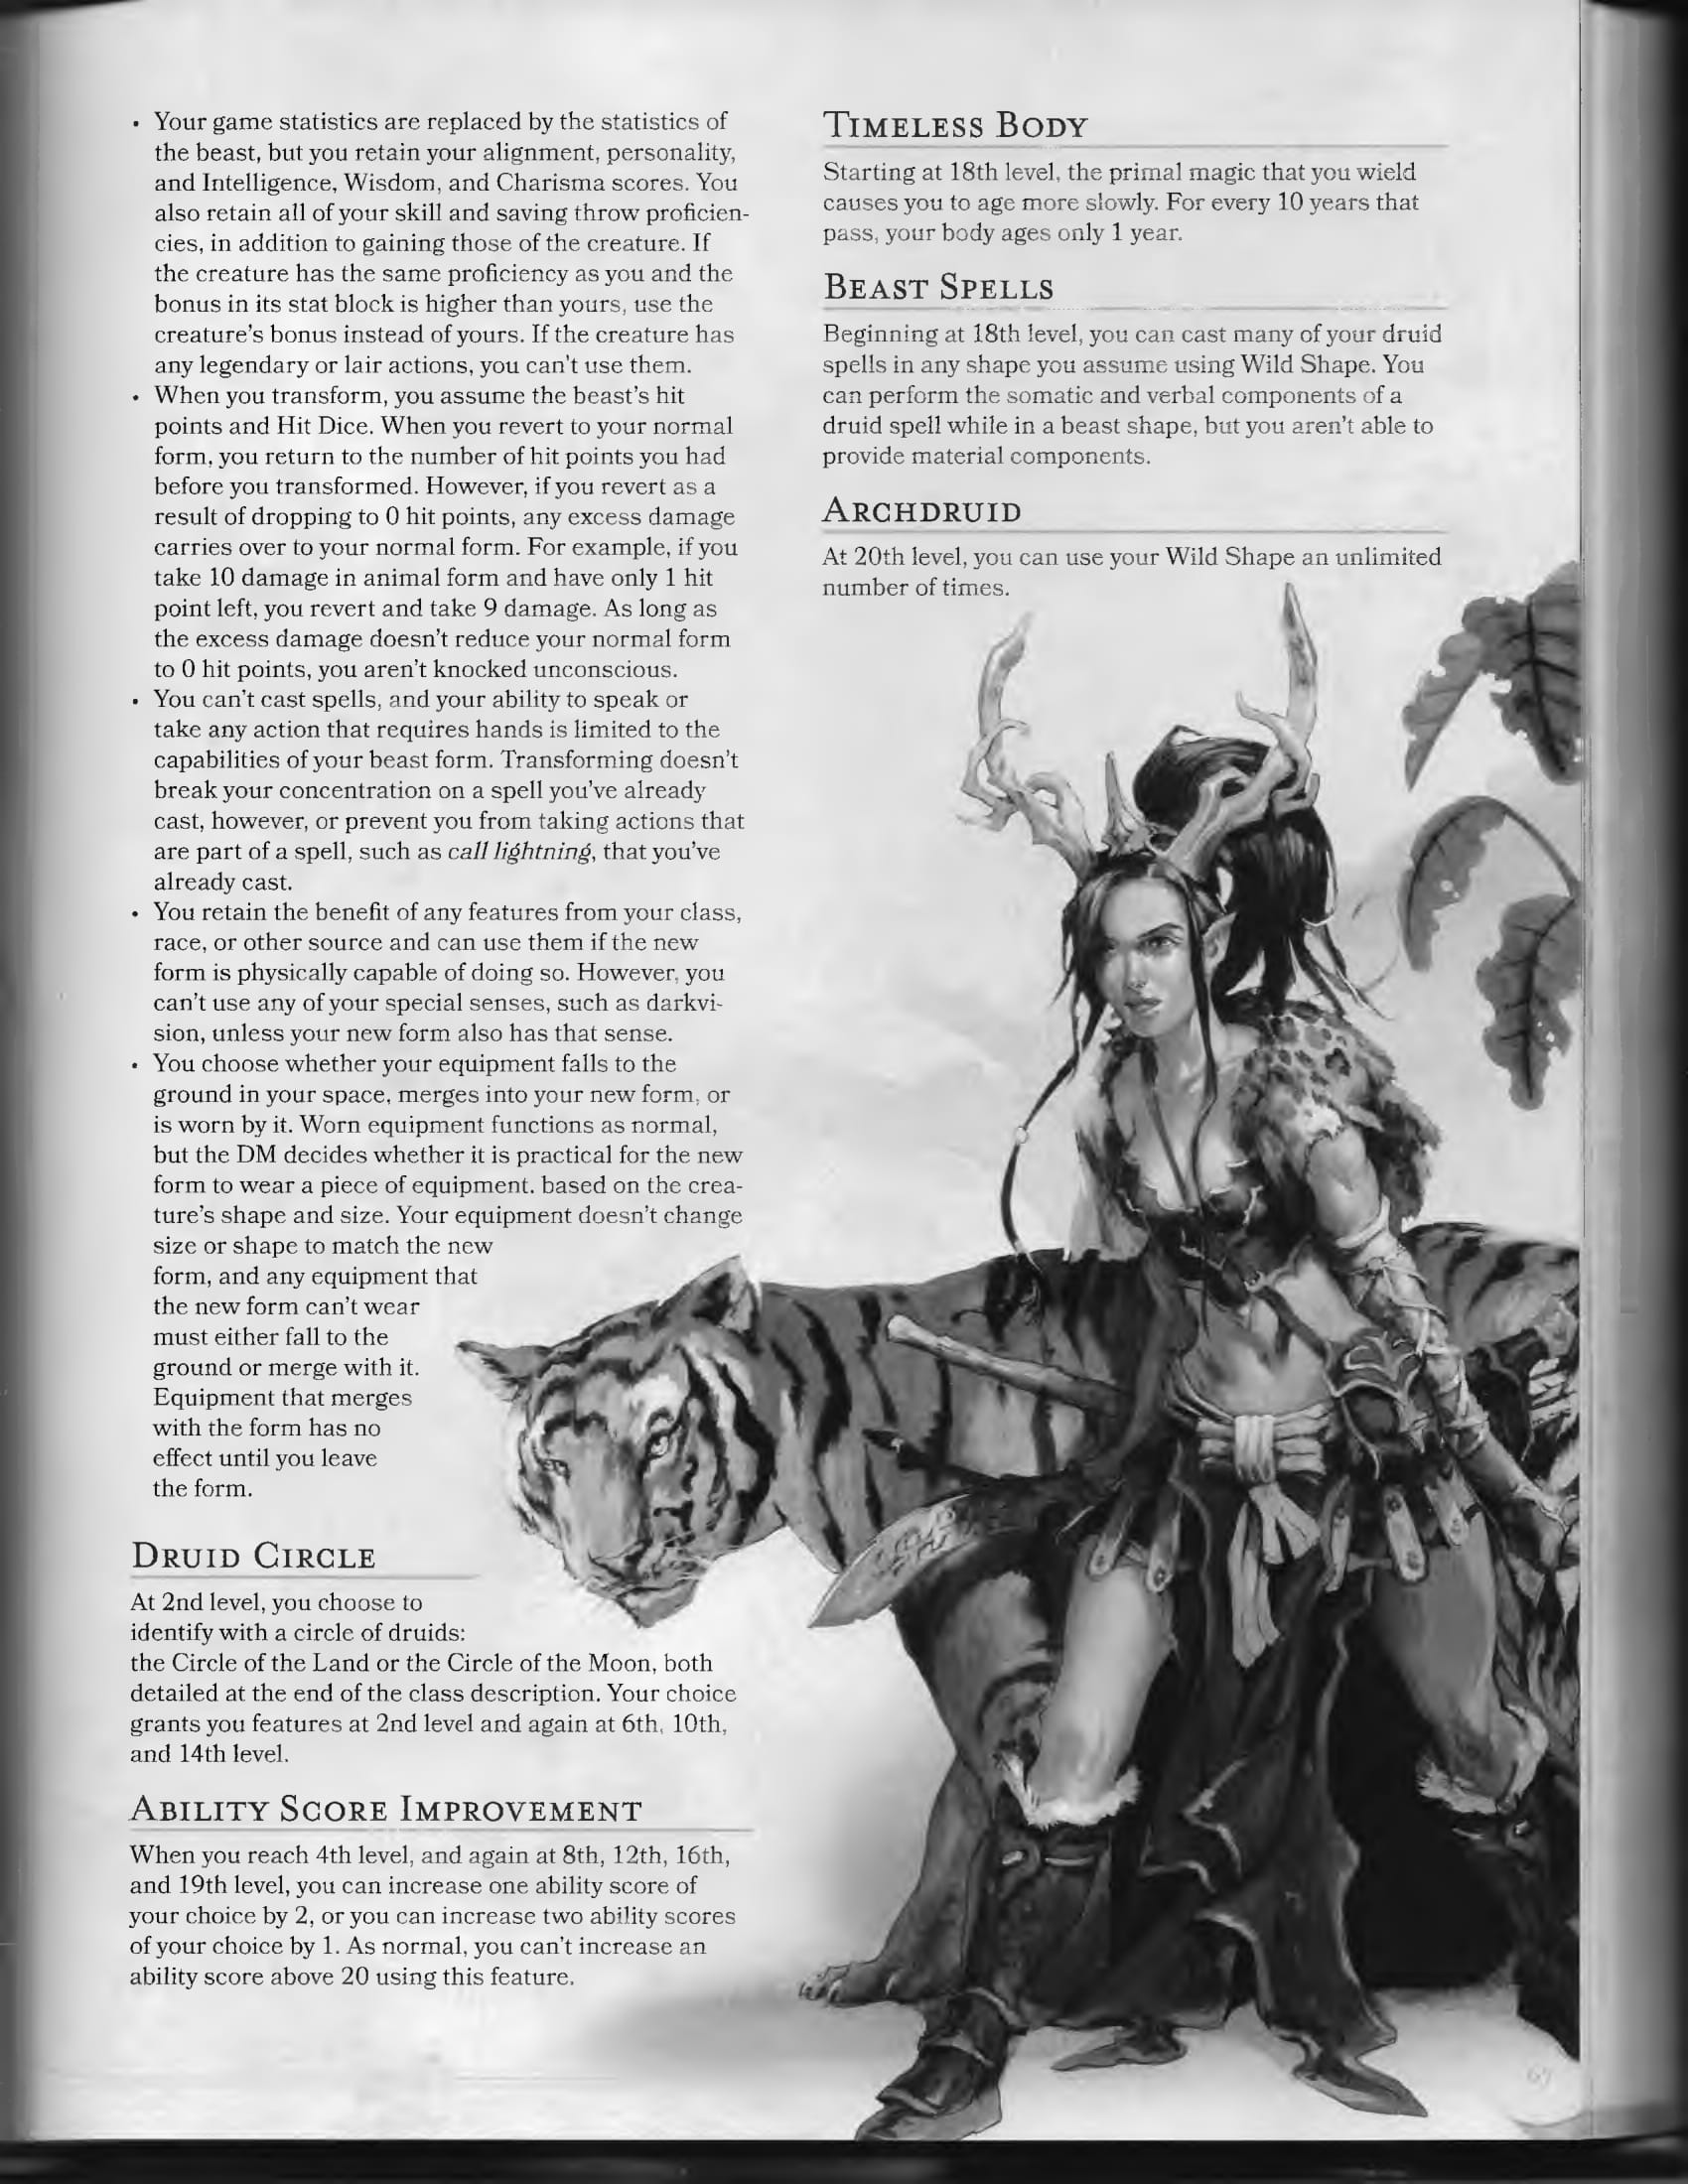 • Your game statistics are replaced by the statistics of
the beast, but you retain your alignment, personality,
and Intelligence, Wisdom, and Charisma scores. You
also retain all of your skill and saving throw proficien-
cies, in addition to gaining those of the creature. If
the creature has the same proficiency as you and the
bonus in its stat block is higher than yours, use the
creature's bonus instead of yours. If the creature has
any legendary or lair actions, you can't use them.
• When you transform, you assume the beast's hit
points and Hit Dice. When you revert to your normal
form, you return to the number of hit points you had
before you transformed. However, if you revert as a
result of dropping to 0 hit points, any excess damage
carries over to your normal form. For example, if you
take 10 damage in animal form and have only 1 hit
point left, you revert and take 9 damage. As long as
the excess damage doesn't reduce your normal form
to 0 hit points, you aren't knocked unconscious.
• You can't cast spells, and your ability to speak or
take any action that requires hands is limited to the
capabilities of your beast form. Transforming doesn't
break your concentration on a spell you've already
cast, however, or prevent you from taking actions that
are part of a spell, such as call lightning, that you've
already cast.
• You retain the benefit of any features from your class,
race, or other source and can use them if the new
form is physically capable of doing so. However, you
can't use any of your special senses, such as darkvi-
sion, unless your new form also has that sense.
• You choose whether your equipment falls to the
ground in your space, merges into your new form, or
is worn by it. Worn equipment functions as normal,
but the DM decides whether it is practical for the new
form to wear a piece of equipment. based on the crea-
ture's shape and size. Your equipment doesn't change
size or shape to match the new
form, and any equipment that
the new form can't wear
must either fall to the
ground or merge with it.
Equipment that merges
with the form has no
effect until you leave
the form.
DRUID CIRCLE
At 2nd level, you choose to
identify with a circle of druids:
the Circle of the Land or the Circle of the Moon, both
detailed at the end of the class description. Your choice
grants you features at 2nd level and again at 6th, 10th,
and 14th level.
ABILITY SCORE IMPROVEMENT
When you reach 4th level, and again at 8th, 12th, 16th,
and 19th level, you can increase one ability score of
your choice by 2, or you can increase two ability scores
of your choice by 1. As normal, you can't increase an
ability score above 20 using this feature.
TIMELESS BODY
Starting at 18th level, the primal magic that you wield
causes you to age more slowly. For every 10 years that
pass, your body ages only 1 year.
BEAST SPELLS
Beginning at 18th level, you can cast many of your druid
spells in any shape you assume using Wild Shape. You
can perform the somatic and verbal components of a
druid spell while in a beast shape, but you aren't able to
provide material components.
ARCHDRUID
At 20th level, you can use your Wild Shape an unlimited
number of times.
67